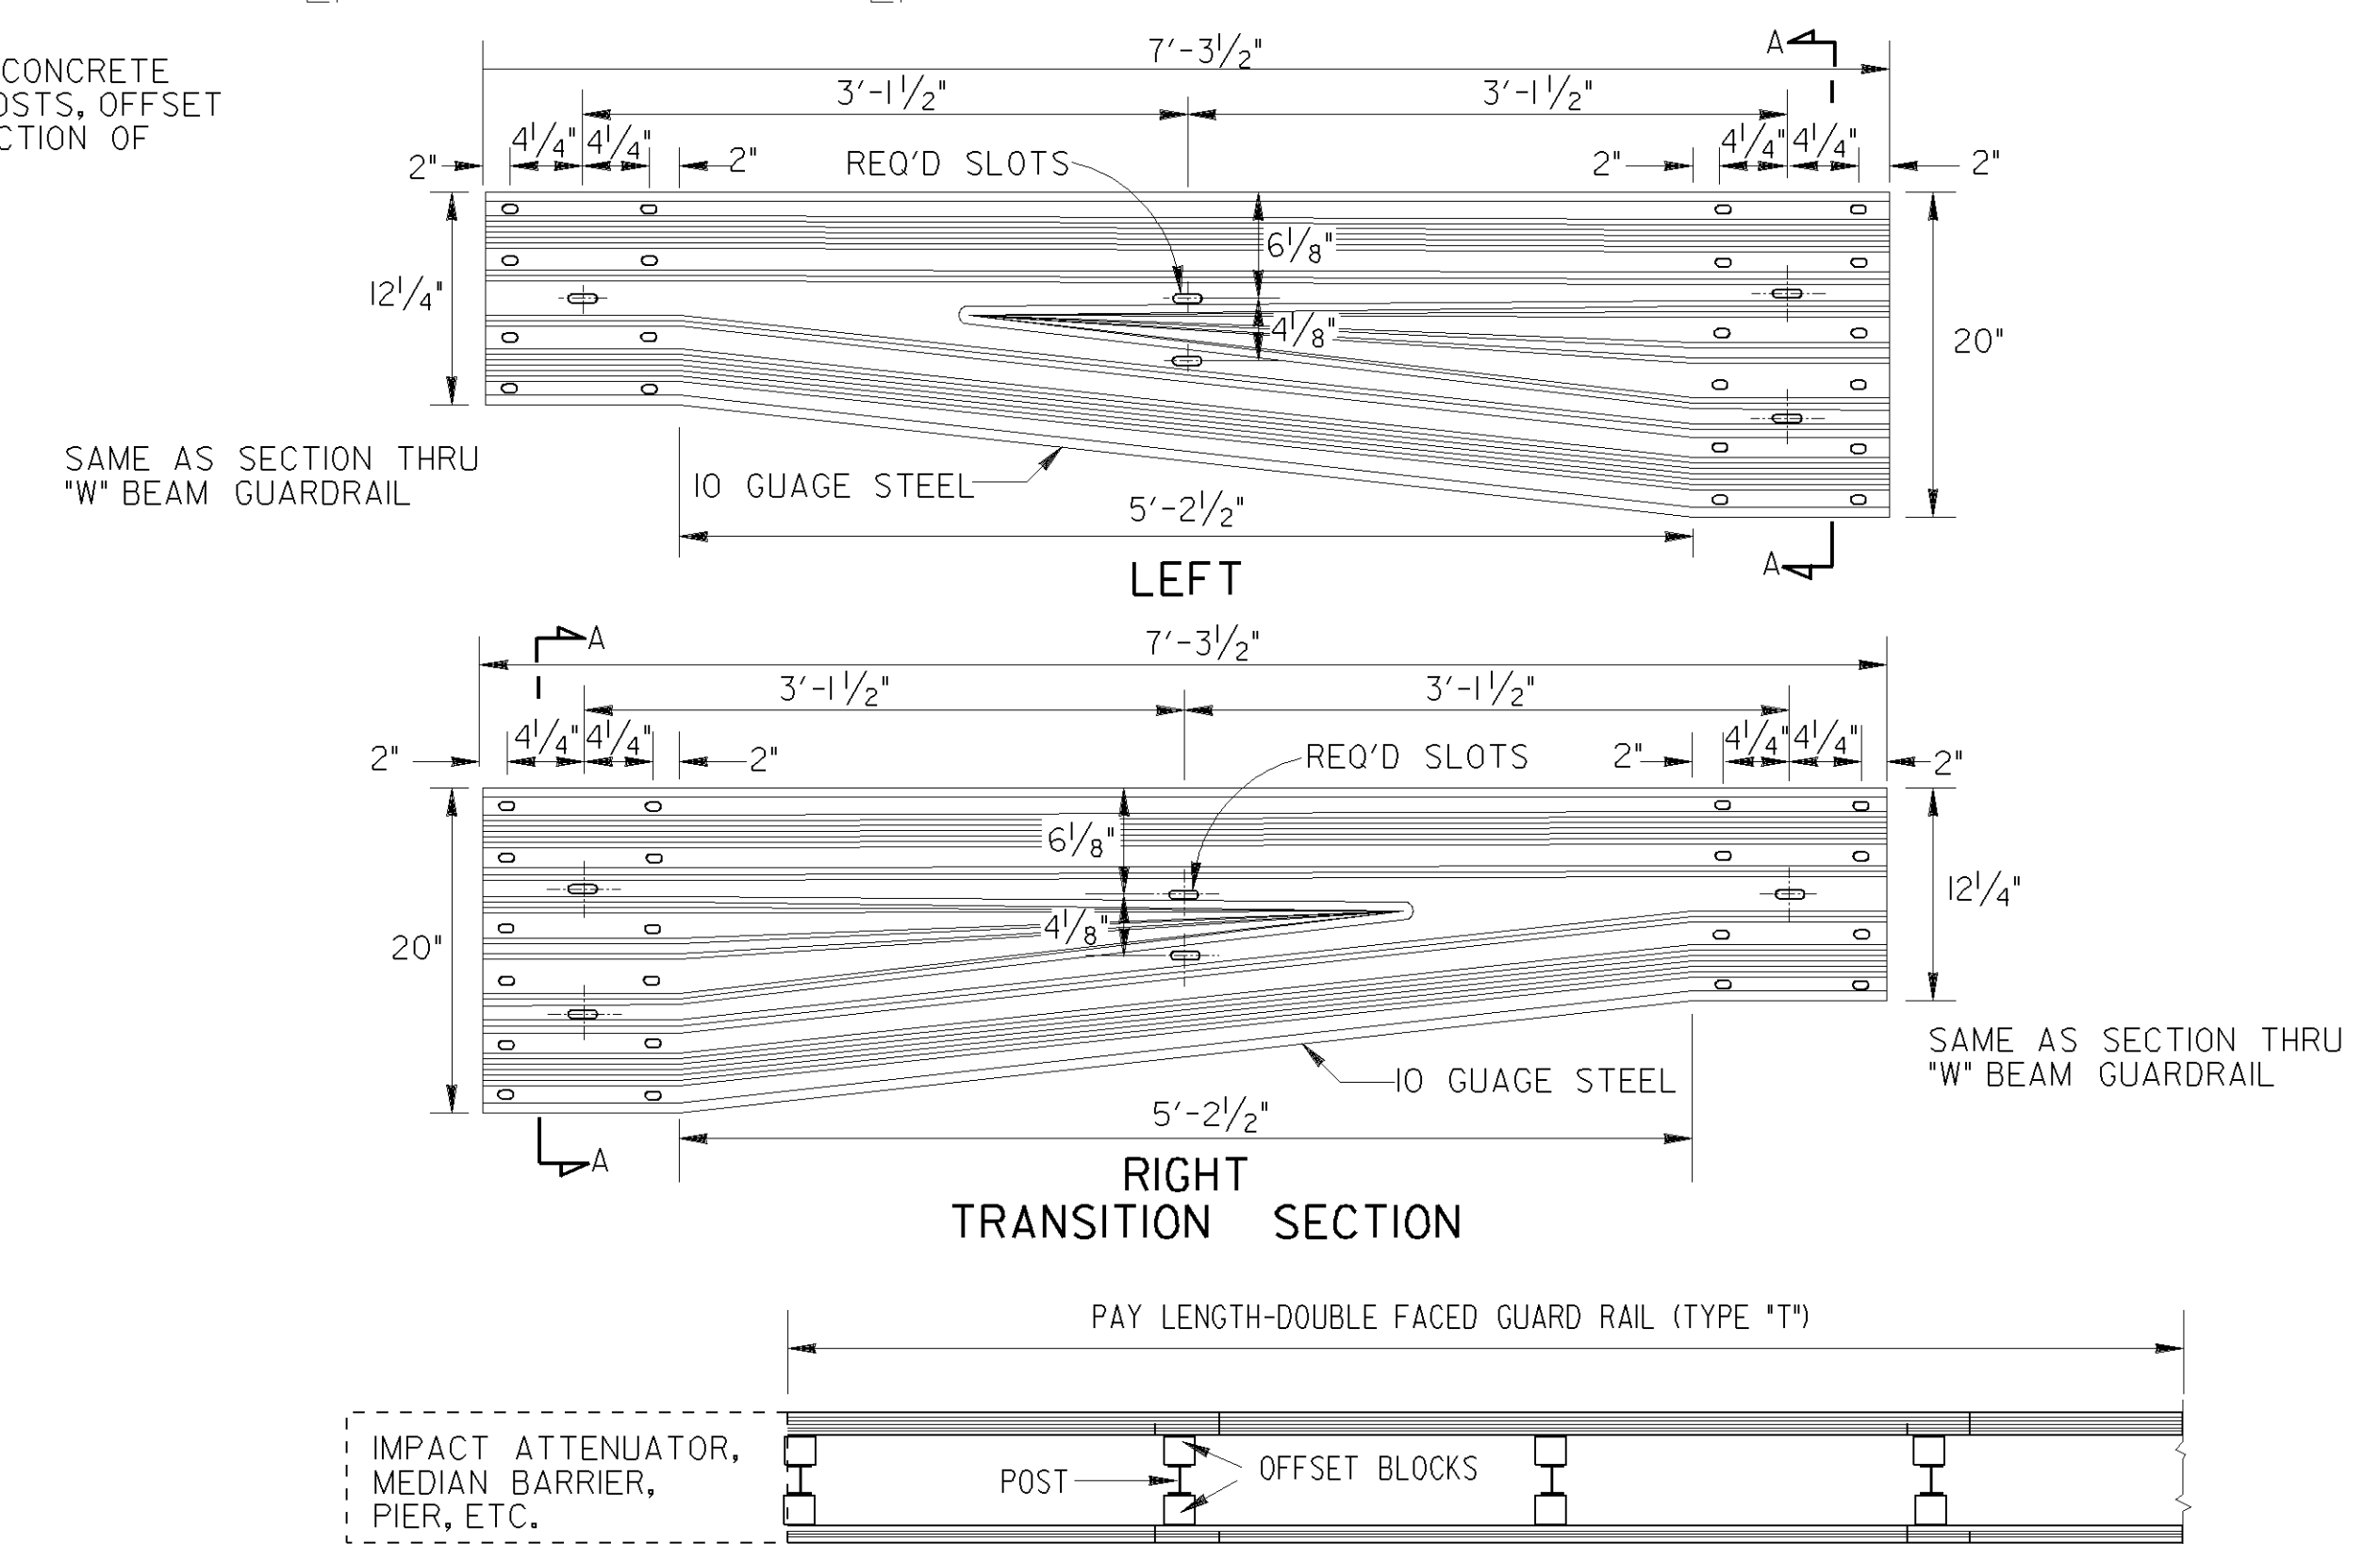 CONCRETE
OSTS, OFFSET
CTION OF
7'-3 1/2"
A
3'-1 1/2" 3'-1 1/2"
4 1/4" 4 1/4" 4 1/4" 4 1/4"
2" 2" REQ'D SLOTS 2" 2"
6 1/8"
12 1/4" 4 1/8" 20"
SAME AS SECTION THRU
"W" BEAM GUARDRAIL
10 GUAGE STEEL
5'-2 1/2"
A
LEFT
A
7'-3 1/2"
3'-1 1/2" 3'-1 1/2"
4 1/4" 4 1/4" 4 1/4" 4 1/4"
2" 2" REQ'D SLOTS 2" 2"
6 1/8"
12 1/4"
4 1/8"
20"
SAME AS SECTION THRU
"W" BEAM GUARDRAIL
10 GUAGE STEEL
5'-2 1/2"
A
RIGHT
TRANSITION SECTION
PAY LENGTH-DOUBLE FACED GUARD RAIL (TYPE "T")
IMPACT ATTENUATOR,
MEDIAN BARRIER,
PIER, ETC.
POST
OFFSET BLOCKS